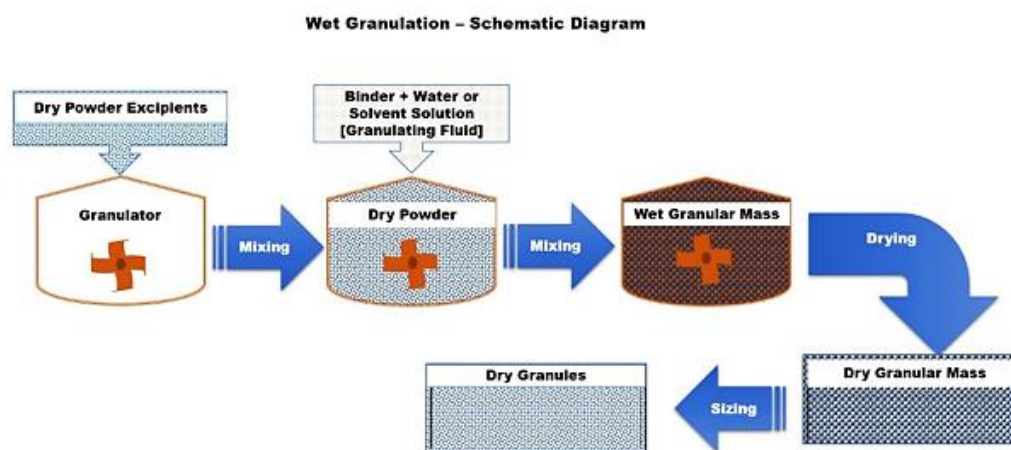 Wet Granulation – Schematic Diagram
Dry Powder Excipients
Binder + Water or
Solvent Solution
[Granulating Fluid]
Granulator
Mixing
Dry Powder
Mixing
Wet Granular Mass
Drying
Dry Granules
Sizing
Dry Granular Mass